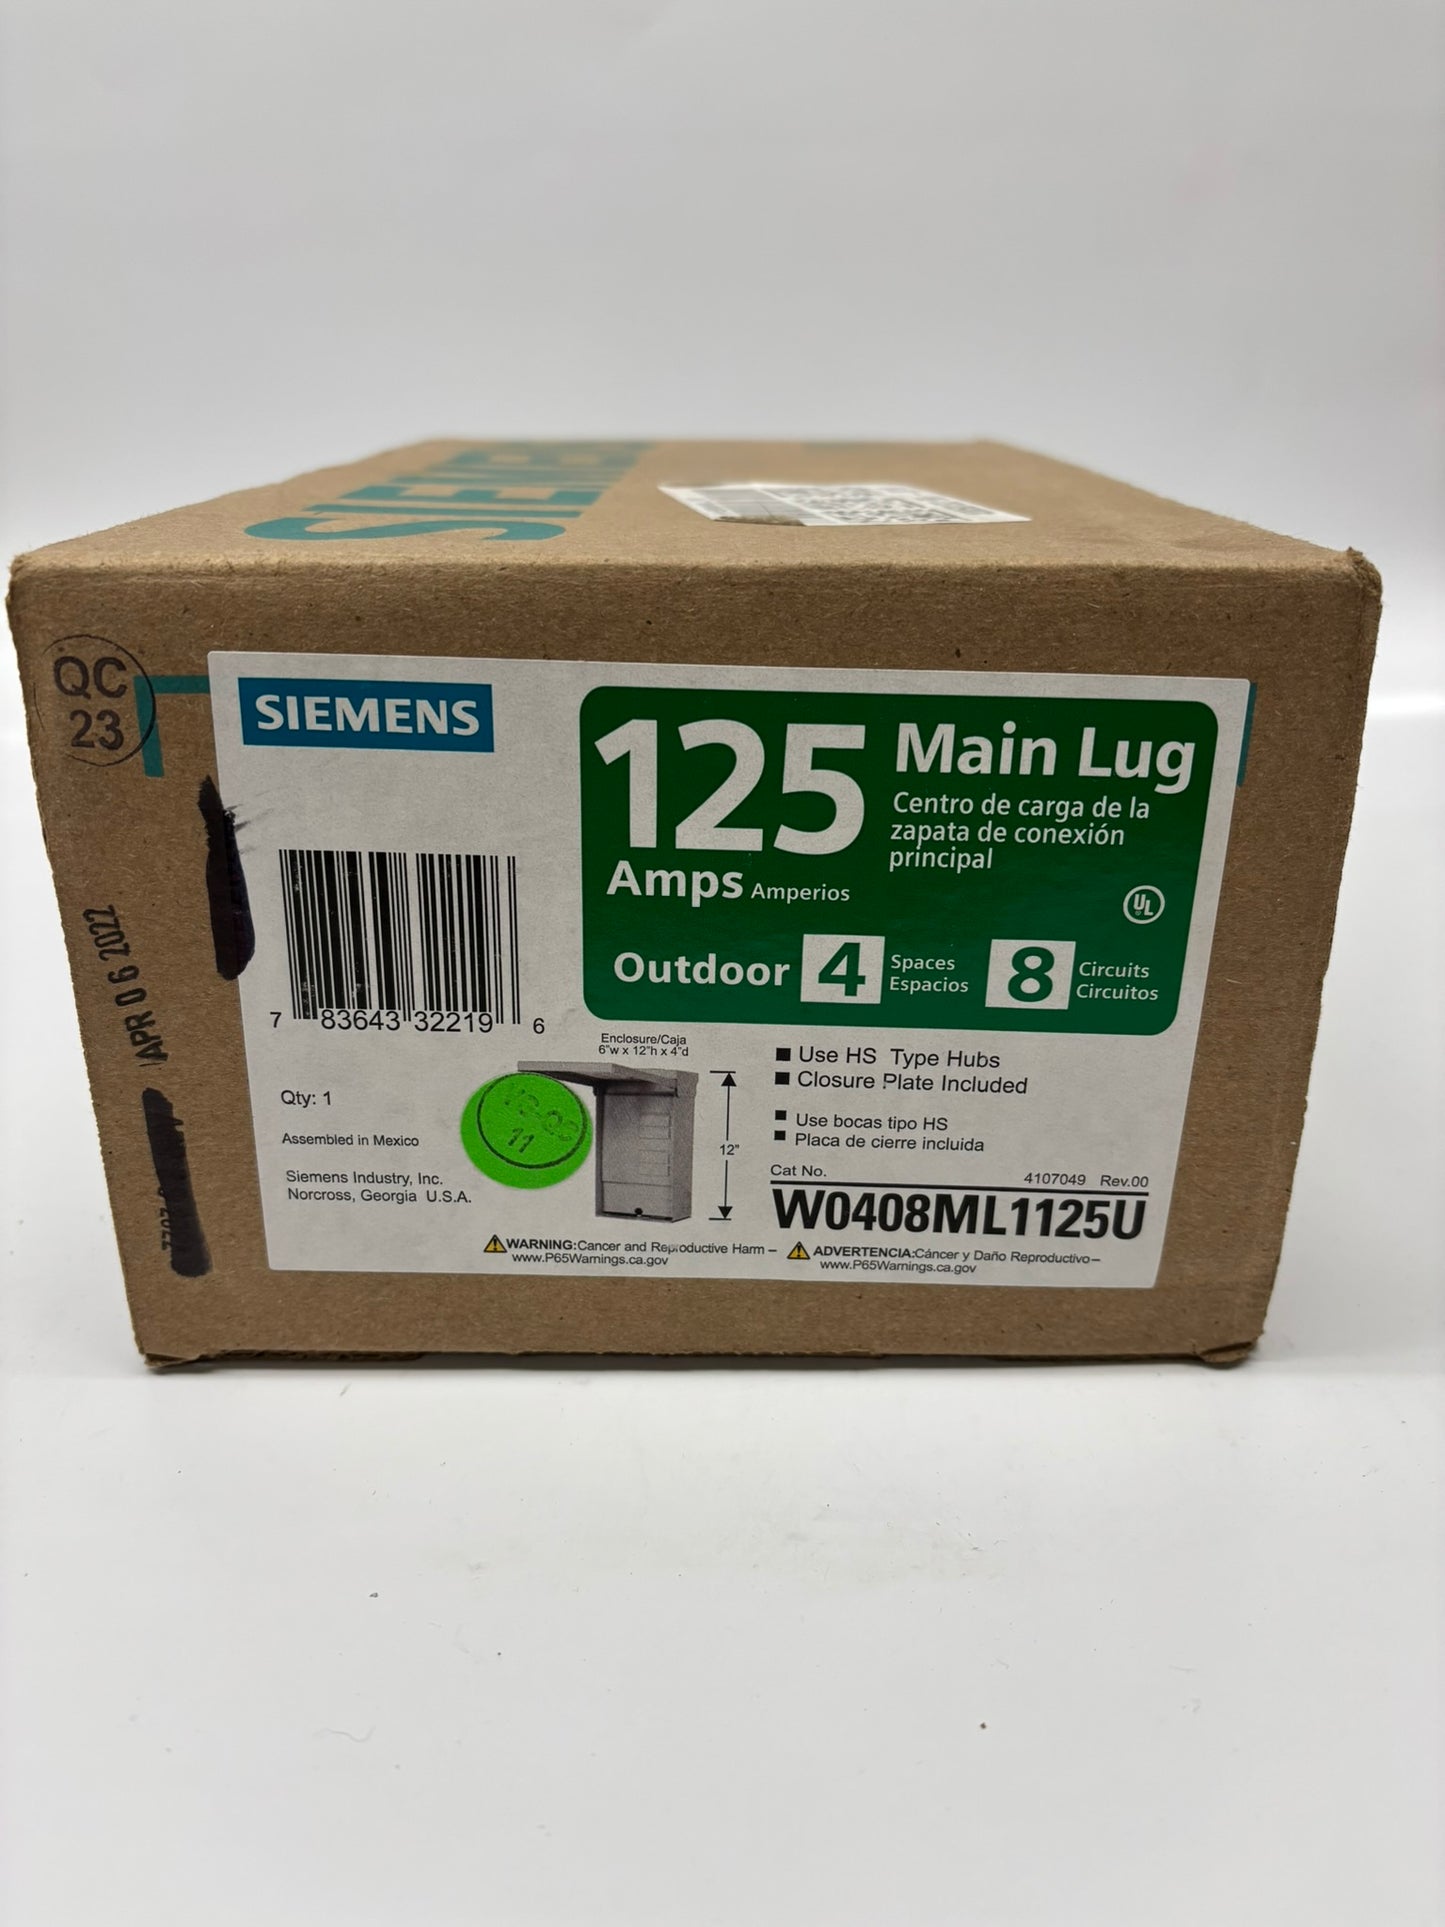 SIEMENS
QC
23
APR 06 2022
SIEMENS
125
Amps Amperios
Main Lug
Centro de carga de la
zapata de conexión
principal
UL
Outdoor 4 Spaces
Espacios
8 Circuits
Circuitos
7 83643 32219 6
Qty: 1
Assembled in Mexico
Siemens Industry, Inc.
Norcross, Georgia U.S.A.
Enclosure/Caja
6"w x 12"h x 4"d
11
12"
■ Use HS Type Hubs
■ Closure Plate Included
■ Use bocas tipo HS
■ Placa de cierre incluida
Cat No. 4107049 Rev.00
W0408ML1125U
WARNING:Cancer and Reproductive Harm –
www.P65Warnings.ca.gov
ADVERTENCIA:Cáncer y Daño Reproductivo–
www.P65Warnings.ca.gov